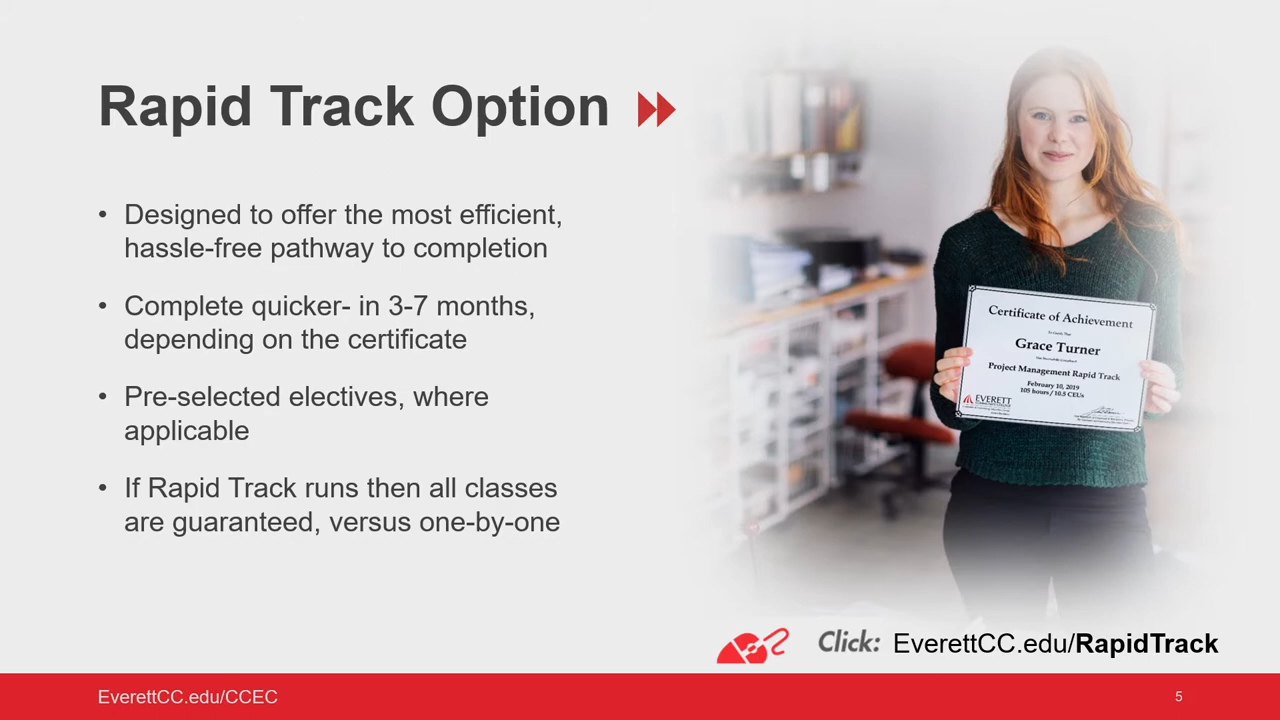 Rapid Track Option
• Designed to offer the most efficient,
hassle-free pathway to completion
• Complete quicker- in 3-7 months,
depending on the certificate
• Pre-selected electives, where
applicable
• If Rapid Track runs then all classes
are guaranteed, versus one-by-one
Certificate of Achievement
Grace Turner
Project Management Rapid Track
February 10, 2019
105 hours / 10.5 CEUs
EVERETT
Click: EverettCC.edu/RapidTrack
EverettCC.edu/CCEC
5